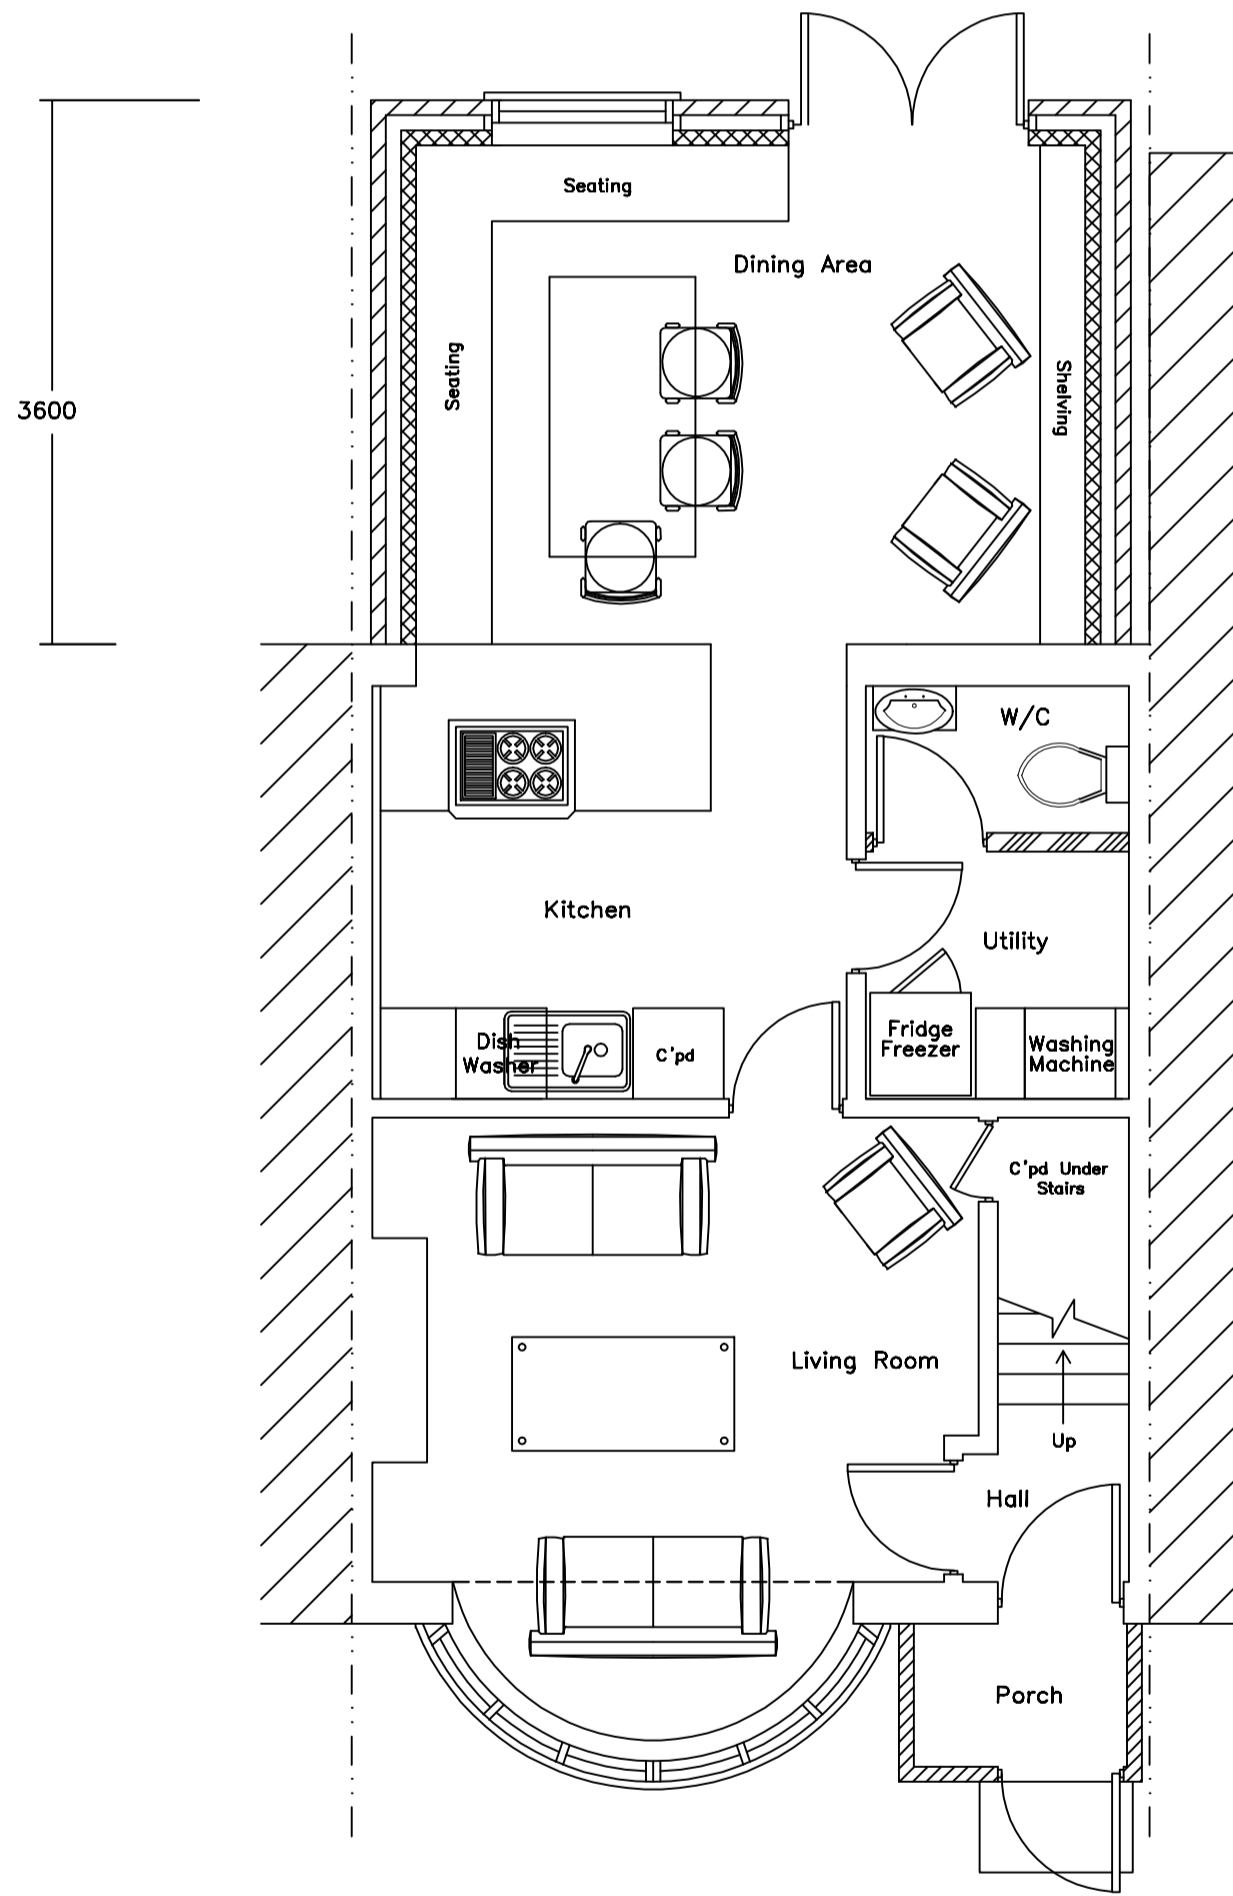 Seating
Dining Area
Seating
Shelving
3600
W/C
Kitchen
Utility
Dish
Washer
C'pd
Fridge
Freezer
Washing
Machine
C'pd Under
Stairs
Living Room
Up
Hall
Porch